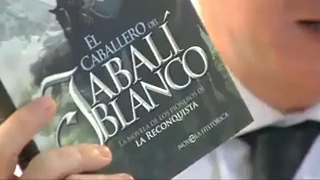 EL
CABALLERO DEL
JABALÍ
BLANCO
LA NOVELA DE LOS PIONEROS DE
LA RECONQUISTA
NOVELA HISTÓRICA